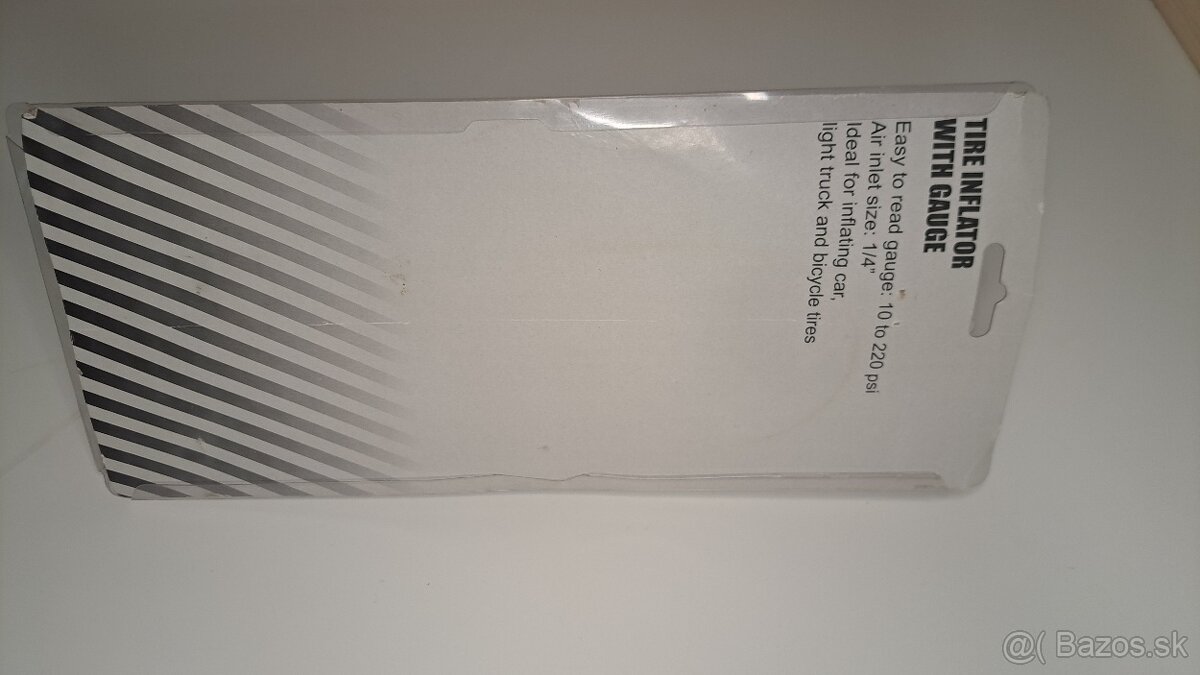 TIRE INFLATOR
WITH GAUGE
Easy to read gauge: 10 to 220 psi
Air inlet size: 1/4"
Ideal for inflating car,
light truck and bicycle tires
@( Bazos.sk